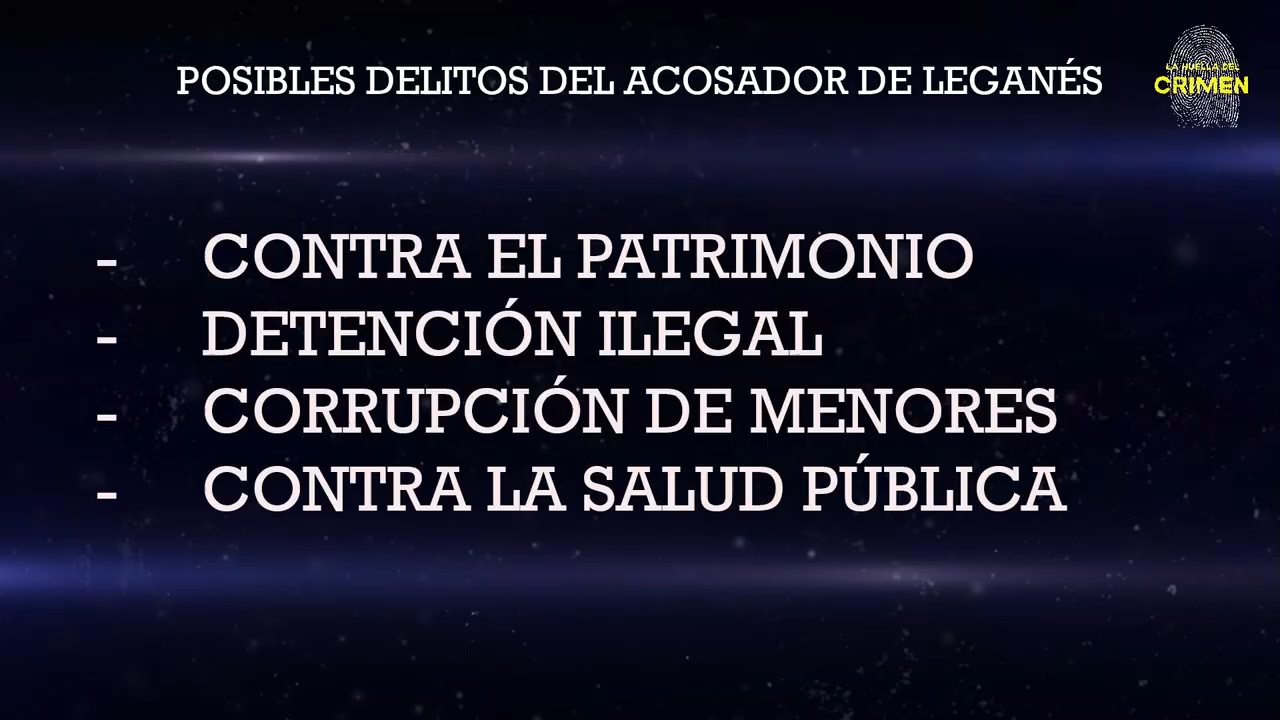 POSIBLES DELITOS DEL ACOSADOR DE LEGANÉS
LA HUELLA DEL
CRIMEN
- CONTRA EL PATRIMONIO
- DETENCIÓN ILEGAL
- CORRUPCIÓN DE MENORES
- CONTRA LA SALUD PÚBLICA